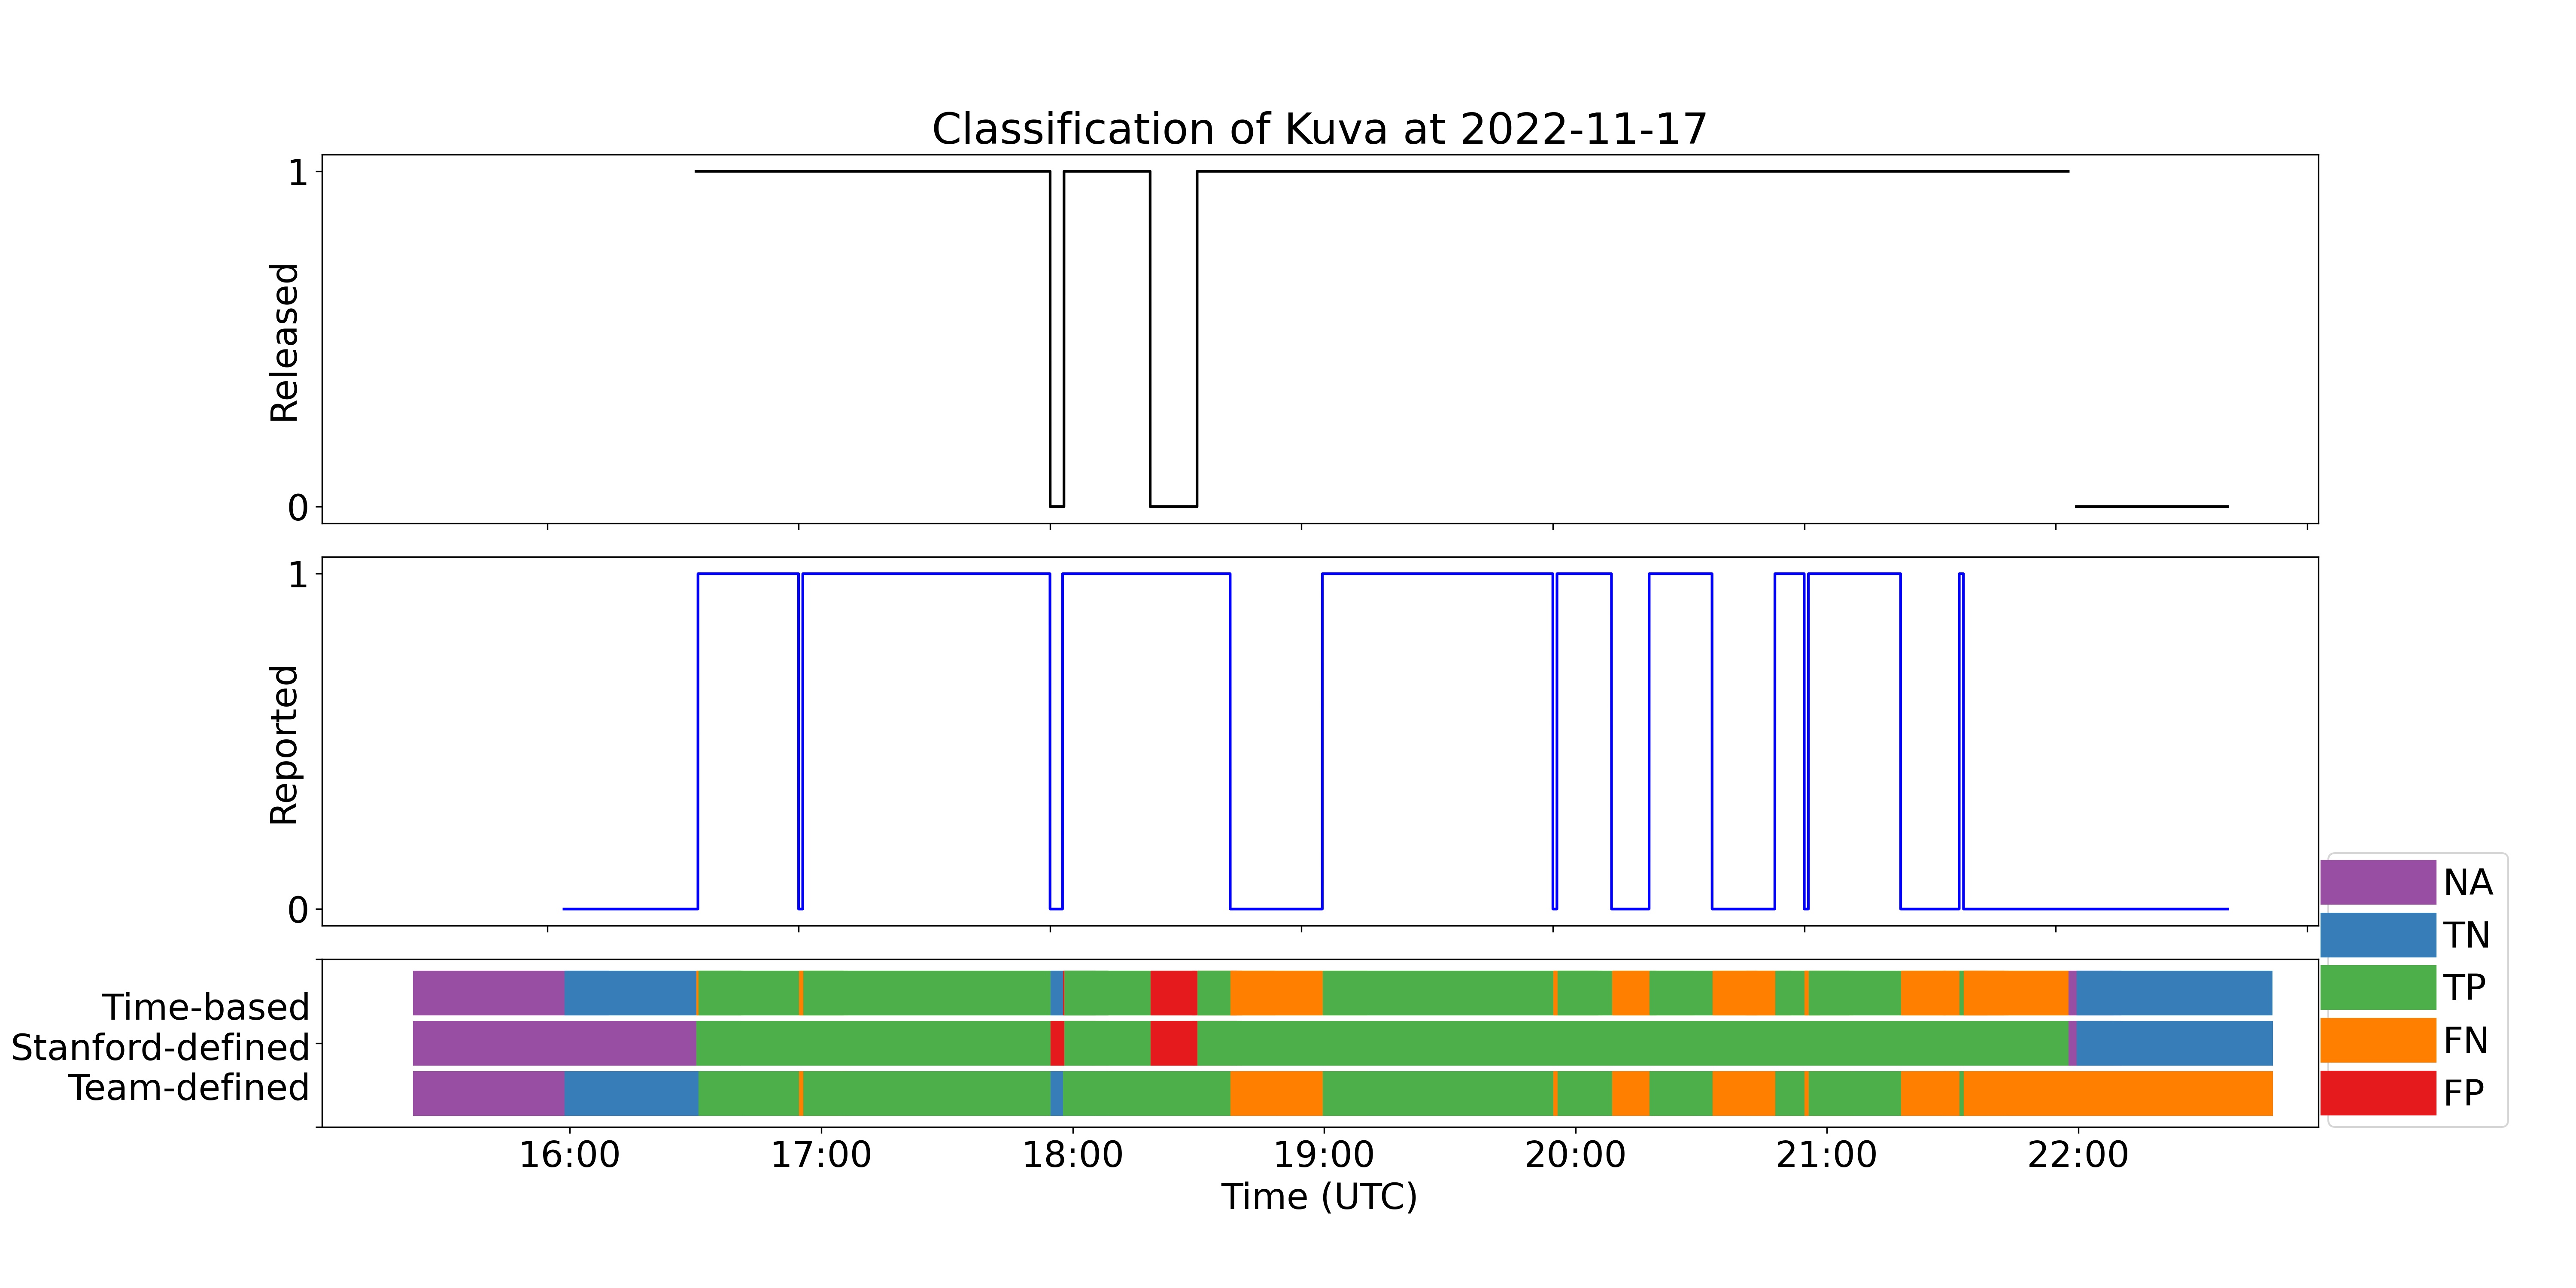 Classification of Kuva at 2022-11-17
1
Released
0
1
Reported
0
NA
TN
TP
FN
FP
Time-based
Stanford-defined
Team-defined
16:00 17:00 18:00 19:00 20:00 21:00 22:00
Time (UTC)